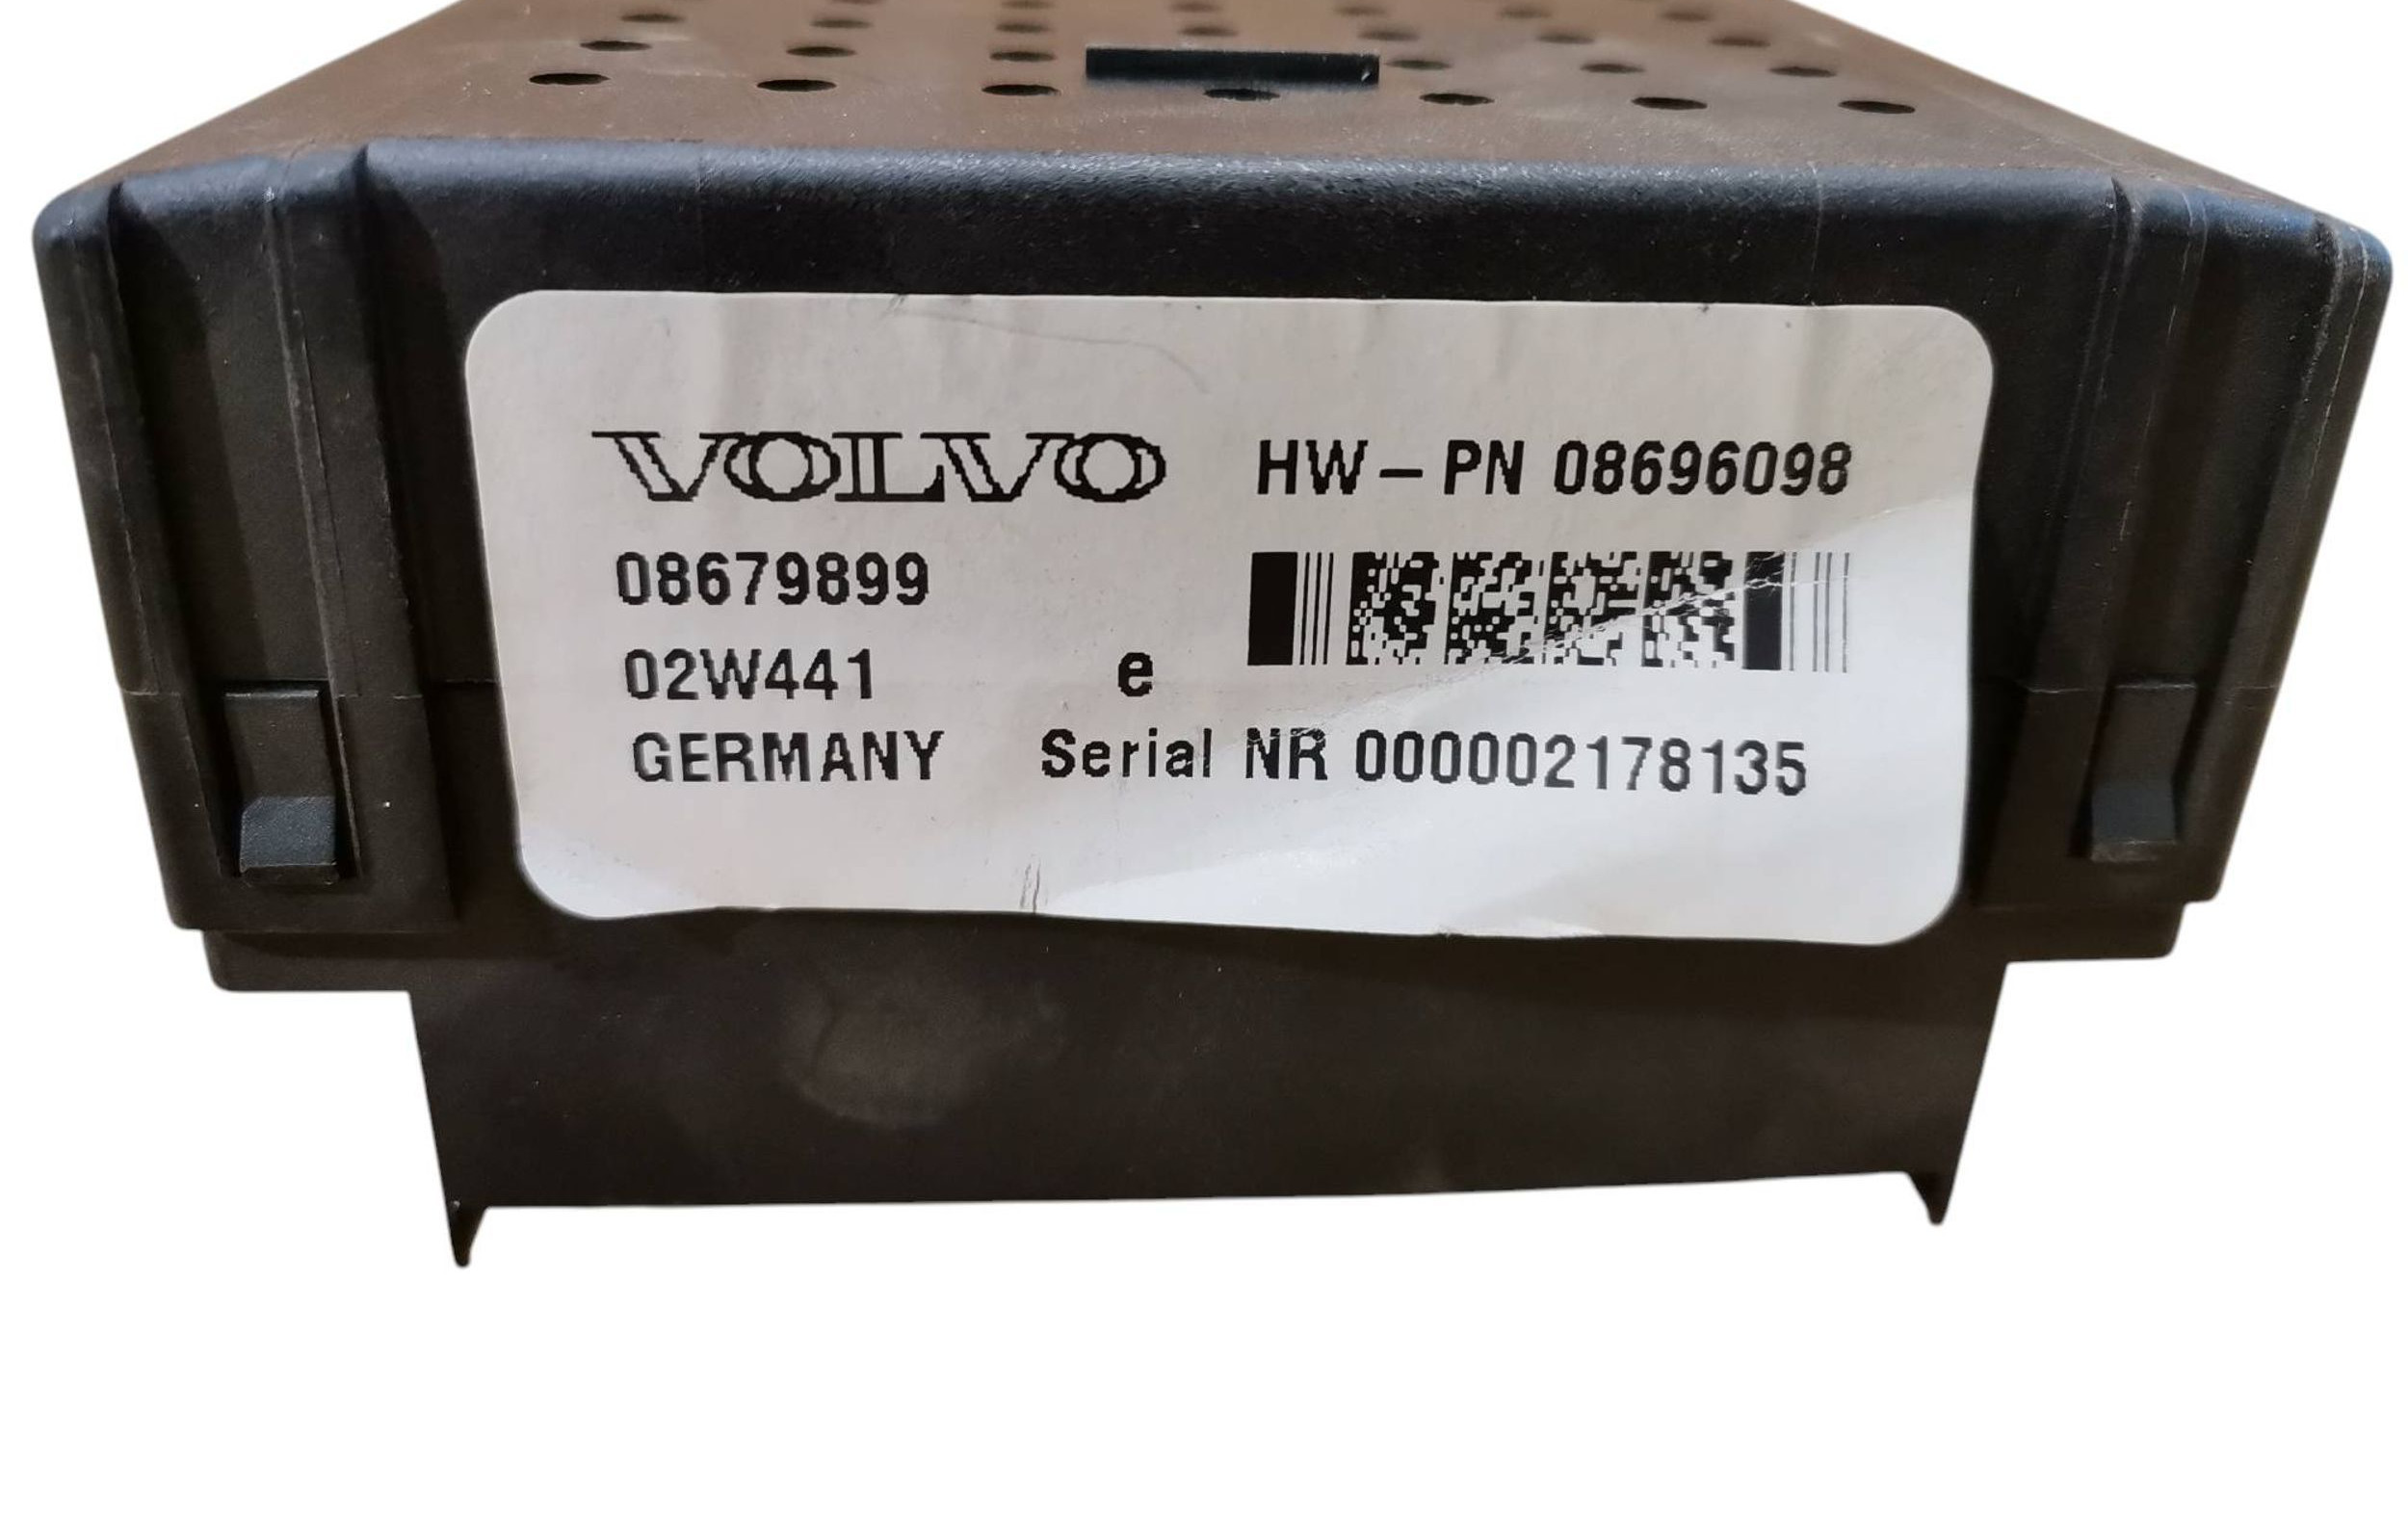 VOLVO HW-PN 08696098
08679899
02W441 e
GERMANY Serial NR 000002178135